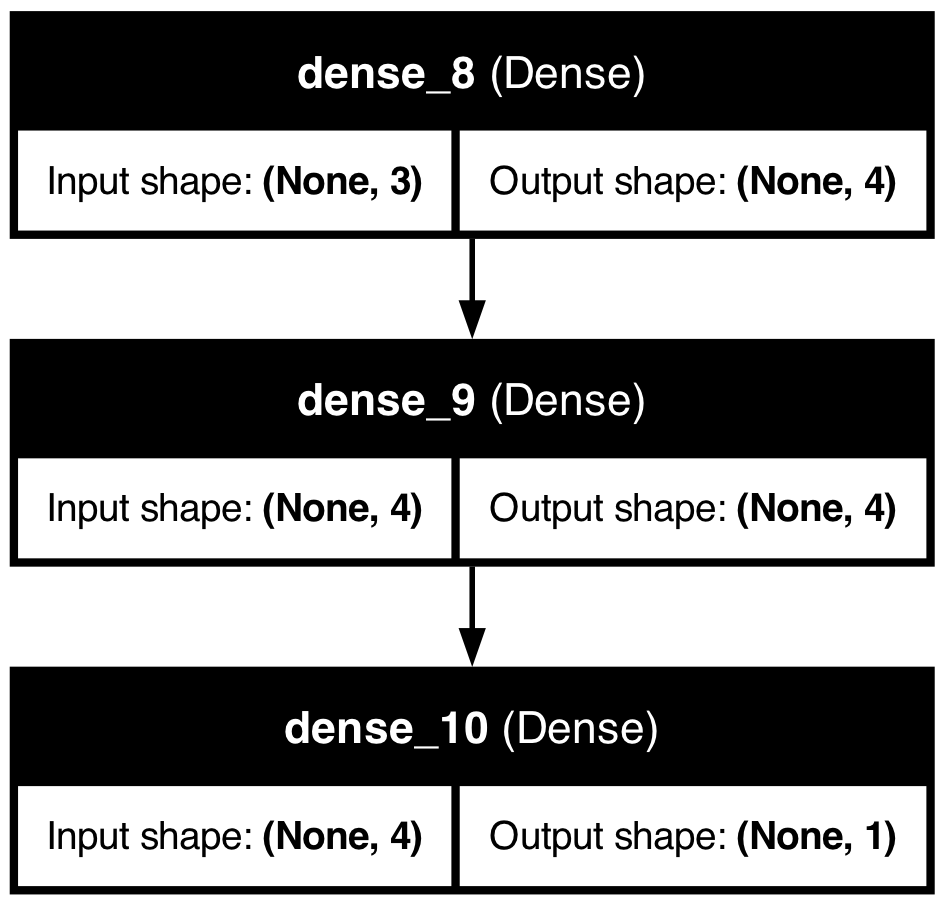 dense_8 (Dense)
Input shape: (None, 3) Output shape: (None, 4)
dense_9 (Dense)
Input shape: (None, 4) Output shape: (None, 4)
dense_10 (Dense)
Input shape: (None, 4) Output shape: (None, 1)